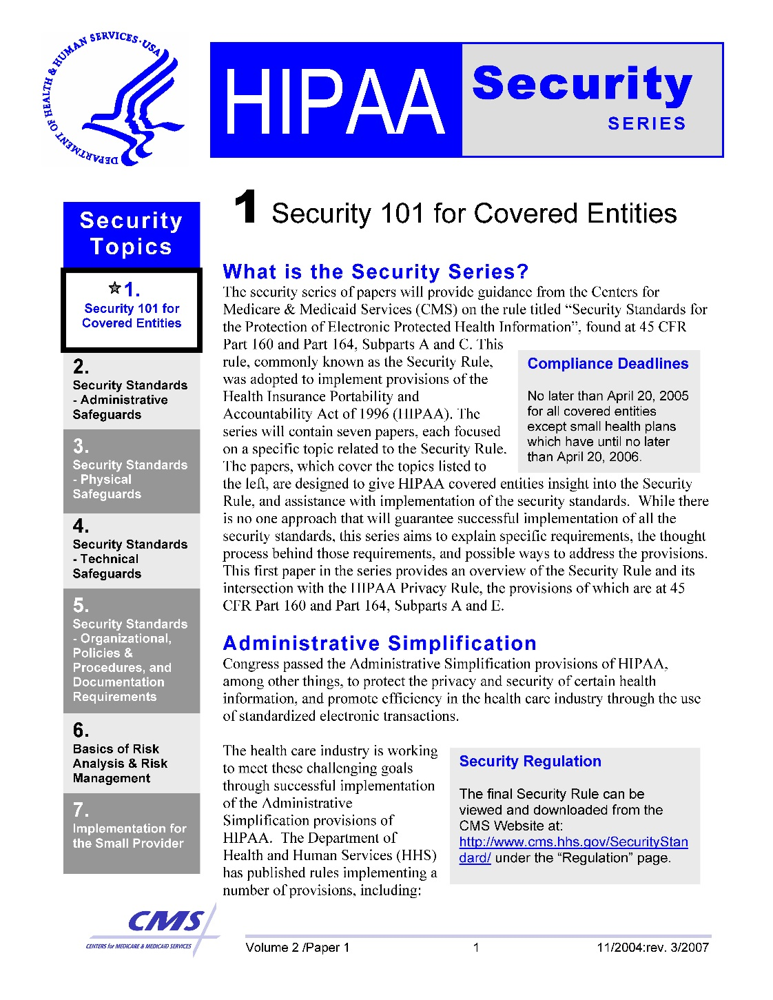 DEPARTMENT OF HEALTH & HUMAN SERVICES · USA
HIPAA
Security
SERIES
Security
Topics
1.
Security 101 for
Covered Entities
2.
Security Standards
- Administrative
Safeguards
3.
Security Standards
- Physical
Safeguards
4.
Security Standards
- Technical
Safeguards
5.
Security Standards
- Organizational,
Policies &
Procedures, and
Documentation
Requirements
6.
Basics of Risk
Analysis & Risk
Management
7.
Implementation for
the Small Provider
1 Security 101 for Covered Entities
What is the Security Series?
The security series of papers will provide guidance from the Centers for
Medicare & Medicaid Services (CMS) on the rule titled “Security Standards for
the Protection of Electronic Protected Health Information”, found at 45 CFR
Part 160 and Part 164, Subparts A and C. This
rule, commonly known as the Security Rule,
was adopted to implement provisions of the
Health Insurance Portability and
Accountability Act of 1996 (HIPAA). The
series will contain seven papers, each focused
on a specific topic related to the Security Rule.
The papers, which cover the topics listed to
the left, are designed to give HIPAA covered entities insight into the Security
Rule, and assistance with implementation of the security standards. While there
is no one approach that will guarantee successful implementation of all the
security standards, this series aims to explain specific requirements, the thought
process behind those requirements, and possible ways to address the provisions.
This first paper in the series provides an overview of the Security Rule and its
intersection with the HIPAA Privacy Rule, the provisions of which are at 45
CFR Part 160 and Part 164, Subparts A and E.
Compliance Deadlines
No later than April 20, 2005
for all covered entities
except small health plans
which have until no later
than April 20, 2006.
Administrative Simplification
Congress passed the Administrative Simplification provisions of HIPAA,
among other things, to protect the privacy and security of certain health
information, and promote efficiency in the health care industry through the use
of standardized electronic transactions.
The health care industry is working
to meet these challenging goals
through successful implementation
of the Administrative
Simplification provisions of
HIPAA. The Department of
Health and Human Services (HHS)
has published rules implementing a
number of provisions, including:
Security Regulation
The final Security Rule can be
viewed and downloaded from the
CMS Website at:
http://www.cms.hhs.gov/SecurityStan
dard/ under the “Regulation” page.
CMS
CENTERS for MEDICARE & MEDICAID SERVICES
Volume 2 /Paper 1 1 11/2004:rev. 3/2007